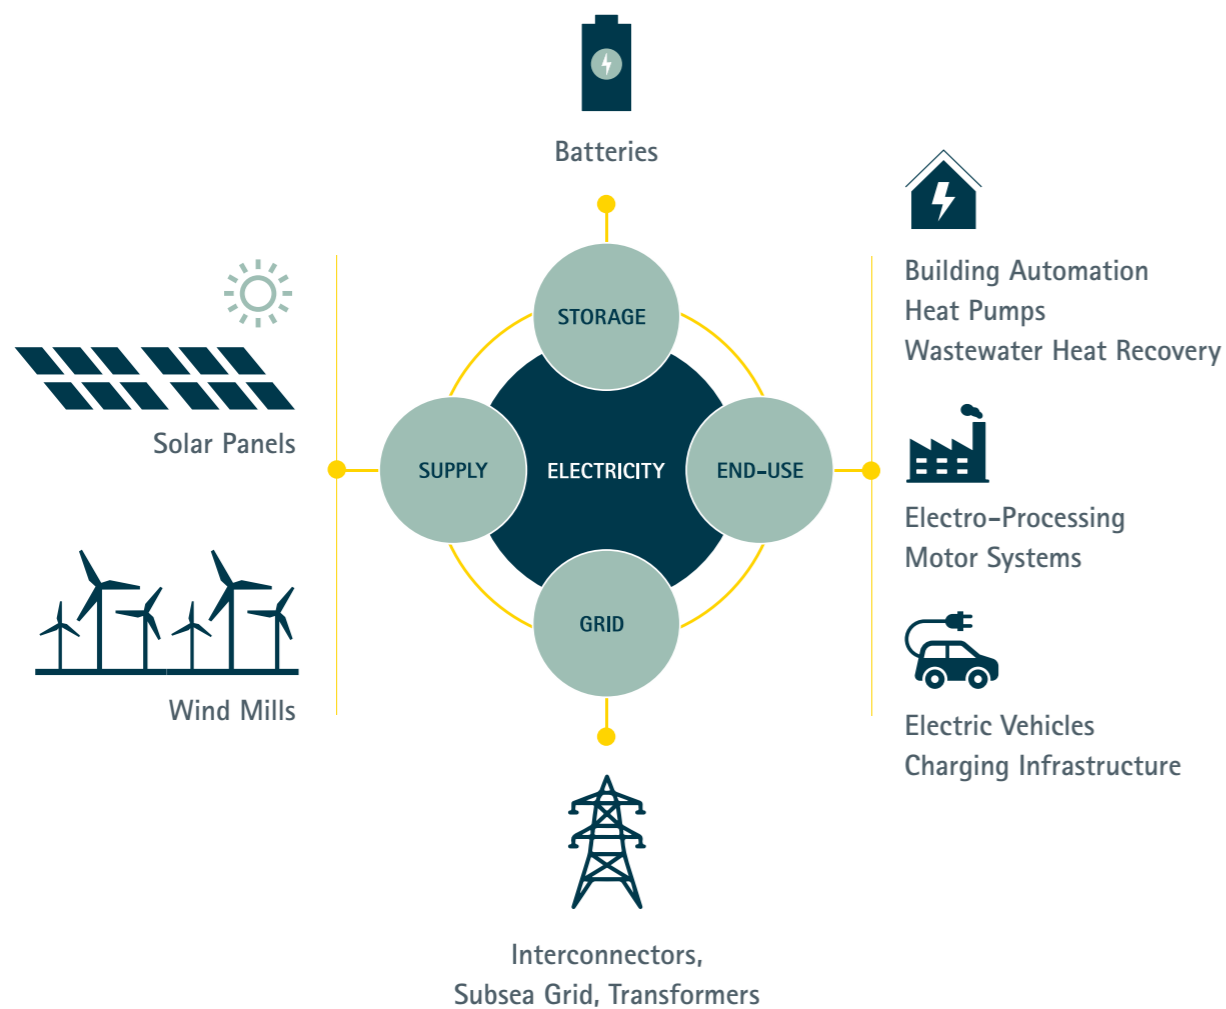 Batteries
STORAGE
SUPPLY
ELECTRICITY
END-USE
GRID
Solar Panels
Wind Mills
Building Automation
Heat Pumps
Wastewater Heat Recovery
Electro-Processing
Motor Systems
Electric Vehicles
Charging Infrastructure
Interconnectors,
Subsea Grid, Transformers